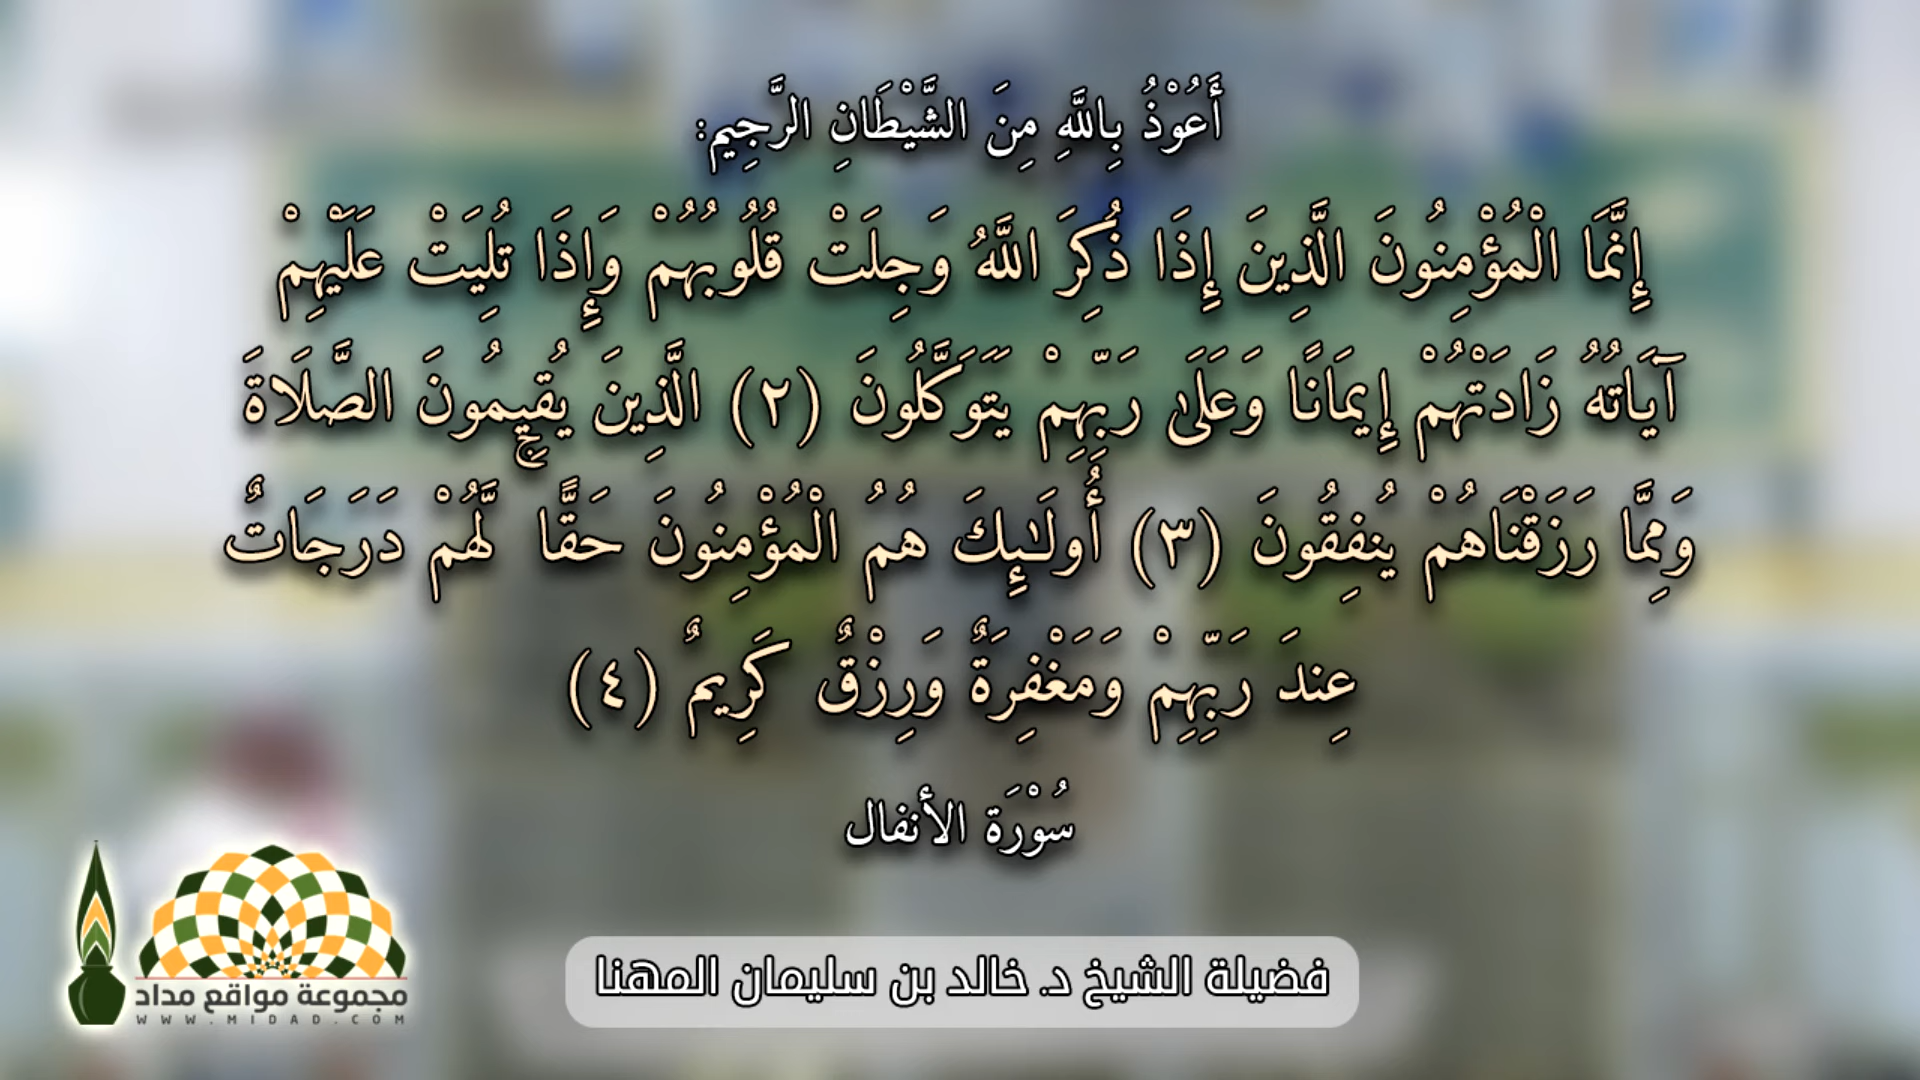 أَعُوْذُ بِاللَّهِ مِنَ الشَّيْطَانِ الرَّجِيمِ:
إِنَّمَا الْمُؤْمِنُونَ الَّذِينَ إِذَا ذُكِرَ اللَّهُ وَجِلَتْ قُلُوبُهُمْ وَإِذَا تُلِيَتْ عَلَيْهِمْ
آيَاتُهُ زَادَتْهُمْ إِيمَانًا وَعَلَىٰ رَبِّهِمْ يَتَوَكَّلُونَ (٢) الَّذِينَ يُقِيمُونَ الصَّلَاةَ
وَمِمَّا رَزَقْنَاهُمْ يُنفِقُونَ (٣) أُولَٰئِكَ هُمُ الْمُؤْمِنُونَ حَقًّا ۚ لَّهُمْ دَرَجَاتٌ
عِندَ رَبِّهِمْ وَمَغْفِرَةٌ وَرِزْقٌ كَرِيمٌ (٤)
سُوْرَة الأنفال
فضيلة الشيخ د. خالد بن سليمان المهنا
مجموعة مواقع مداد
WWW.MIDAD.COM